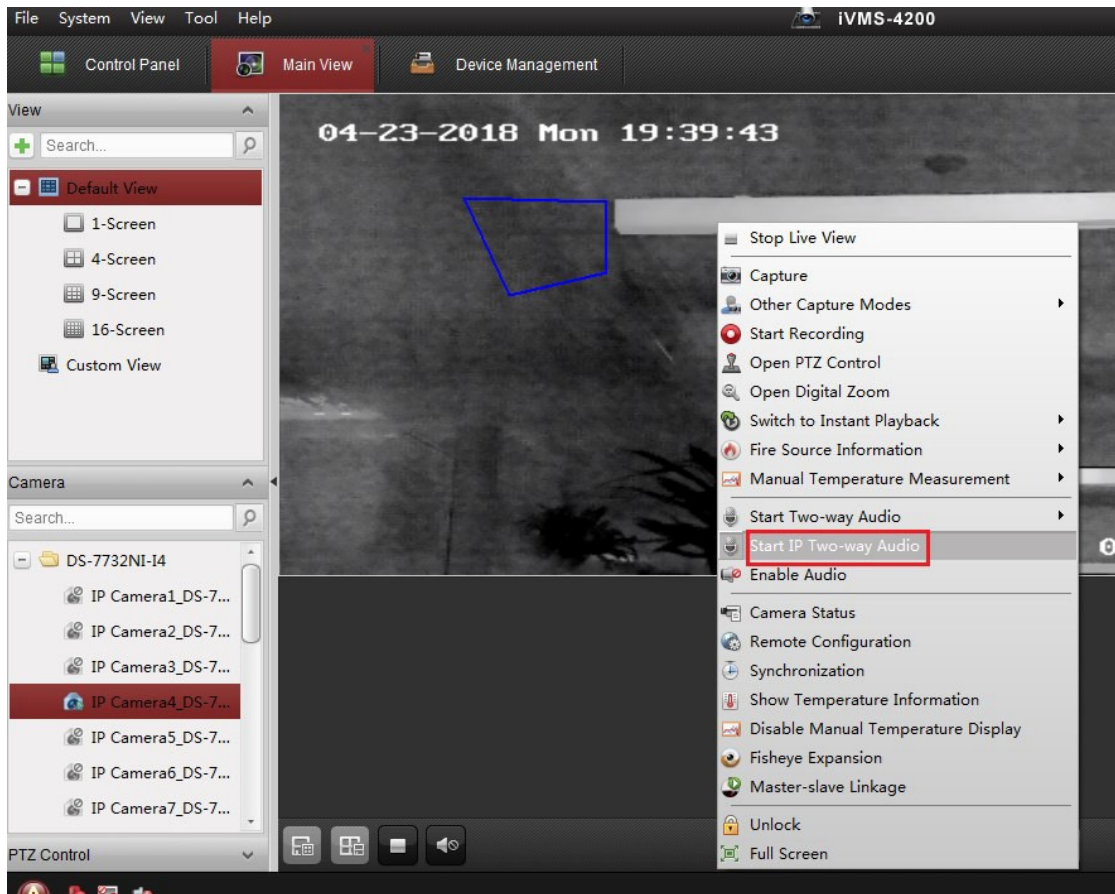 File System View Tool Help
iVMS-4200
Control Panel
Main View
Device Management
View
Search...
Default View
1-Screen
4-Screen
9-Screen
16-Screen
Custom View
Camera
Search...
DS-7732NI-I4
IP Camera1_DS-7...
IP Camera2_DS-7...
IP Camera3_DS-7...
IP Camera4_DS-7...
IP Camera5_DS-7...
IP Camera6_DS-7...
IP Camera7_DS-7...
PTZ Control
04-23-2018 Mon 19:39:43
Stop Live View
Capture
Other Capture Modes
Start Recording
Open PTZ Control
Open Digital Zoom
Switch to Instant Playback
Fire Source Information
Manual Temperature Measurement
Start Two-way Audio
Start IP Two-way Audio
Enable Audio
Camera Status
Remote Configuration
Synchronization
Show Temperature Information
Disable Manual Temperature Display
Fisheye Expansion
Master-slave Linkage
Unlock
Full Screen